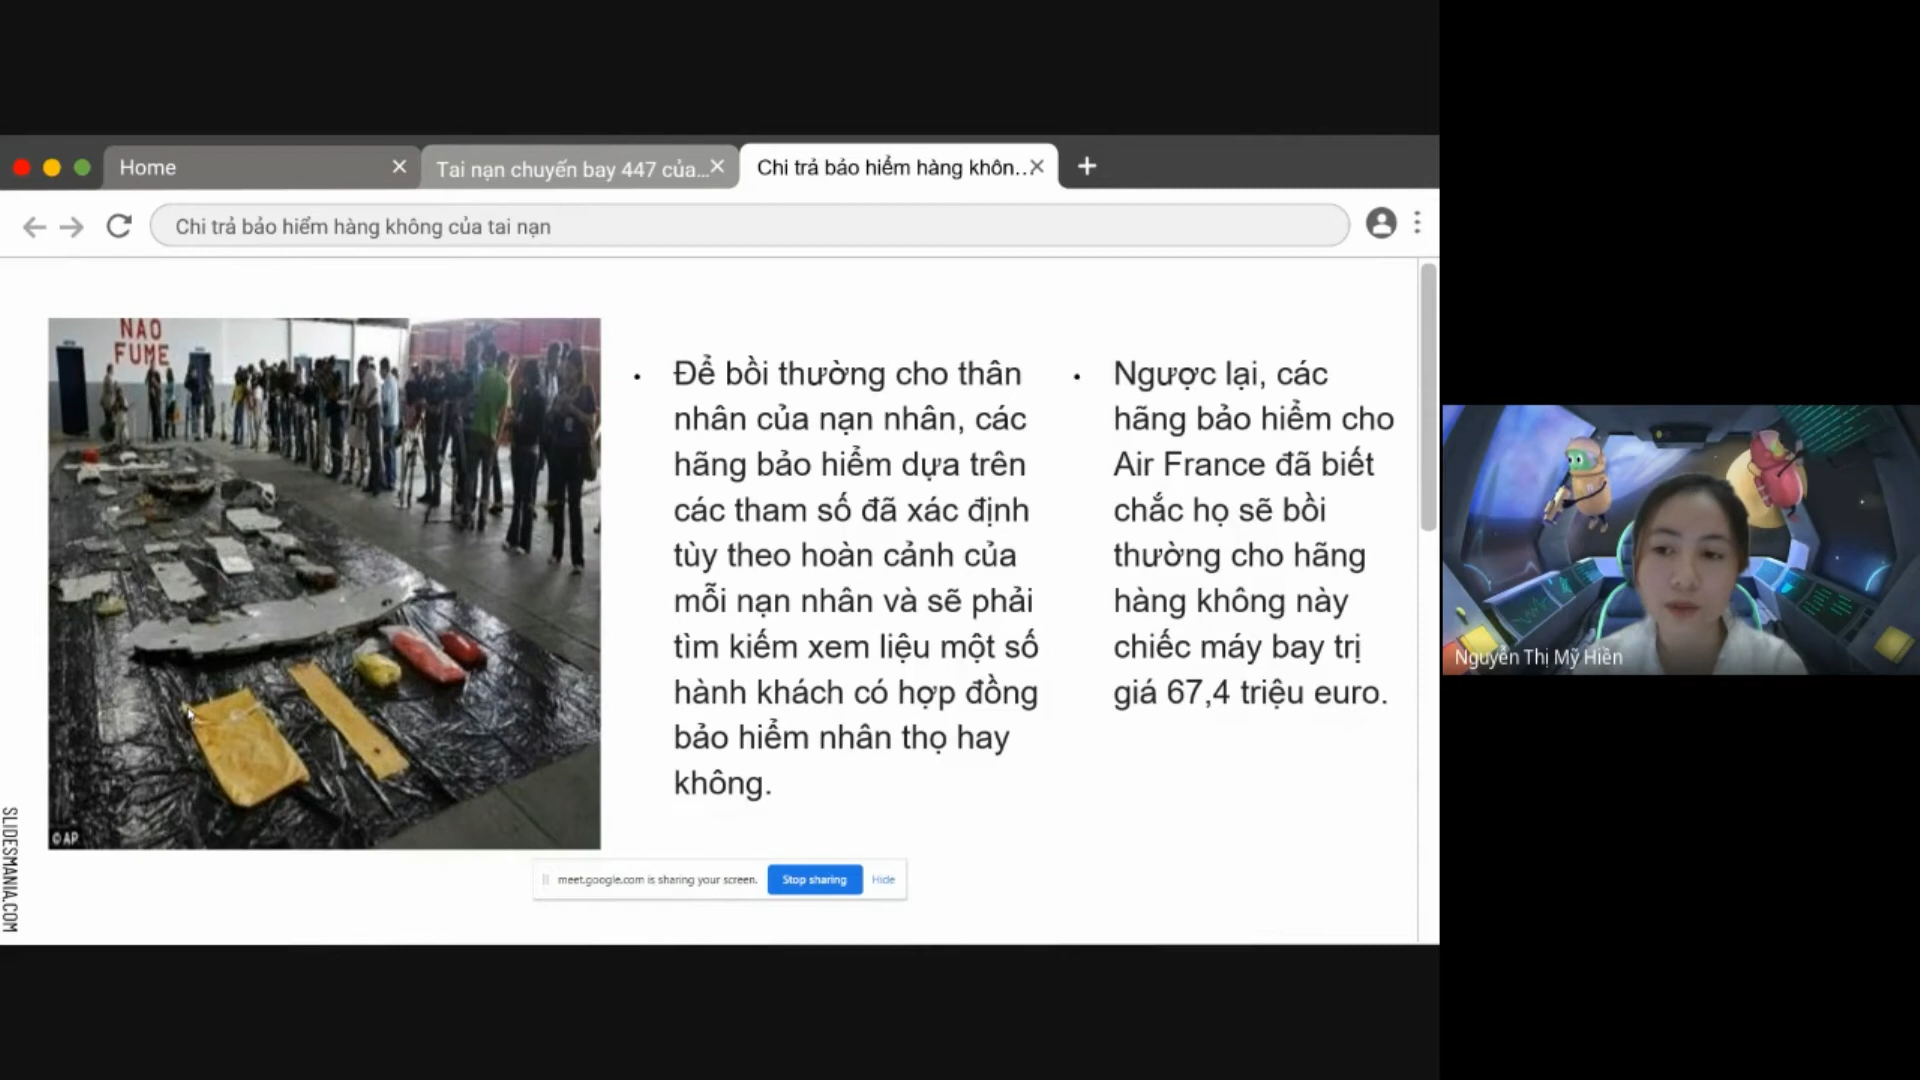 Home
Tai nạn chuyến bay 447 của...
Chi trả bảo hiểm hàng khôn...
Chi trả bảo hiểm hàng không của tai nạn
NAO
FUME
Để bồi thường cho thân
nhân của nạn nhân, các
hãng bảo hiểm dựa trên
các tham số đã xác định
tùy theo hoàn cảnh của
mỗi nạn nhân và sẽ phải
tìm kiếm xem liệu một số
hành khách có hợp đồng
bảo hiểm nhân thọ hay
không.
Ngược lại, các
hãng bảo hiểm cho
Air France đã biết
chắc họ sẽ bồi
thường cho hãng
hàng không này
chiếc máy bay trị
giá 67,4 triệu euro.
© AP
SLIDESMANIA.COM
meet.google.com is sharing your screen.
Stop sharing
Hide
Nguyễn Thị Mỹ Hiền